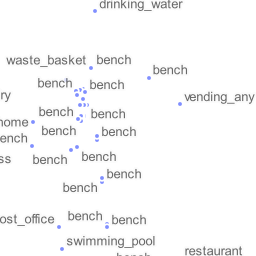 drinking_water
waste_basket bench
bench
bench bench
ry
vending_any
bench bench
home
bench bench
ench
bench bench
ss
bench
bench
ost_office bench bench
swimming_pool
restaurant
bench